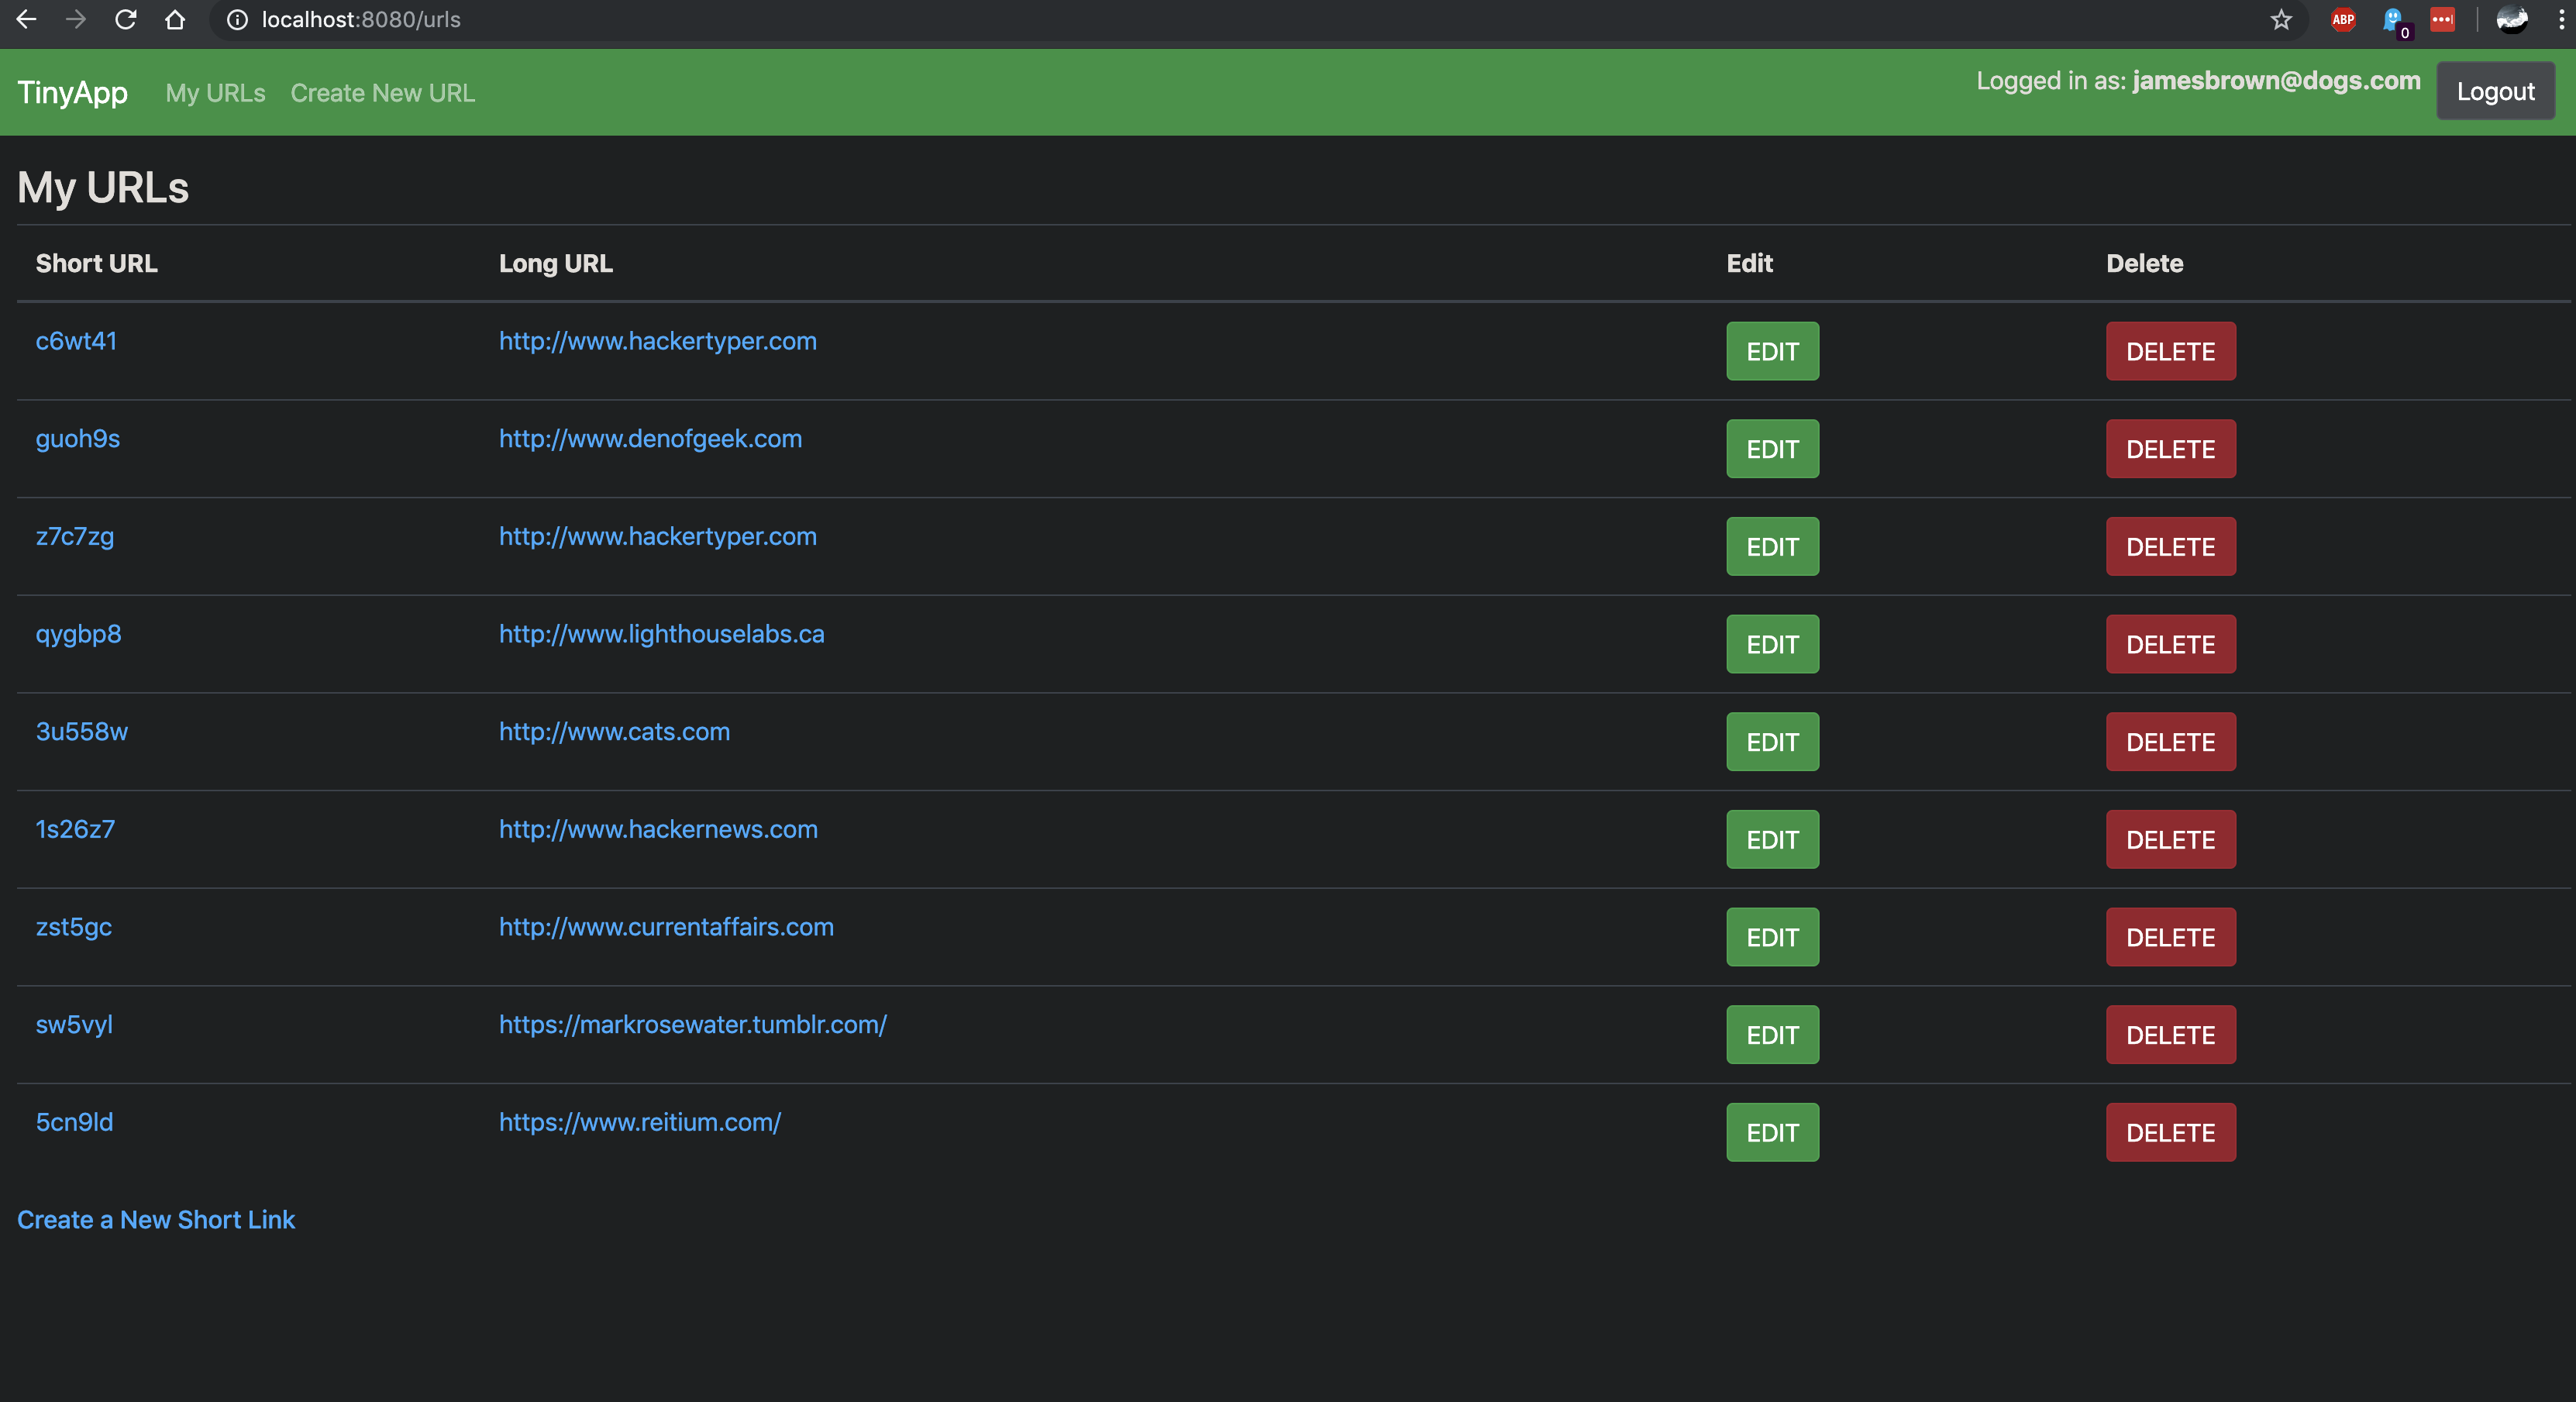 localhost:8080/urls
ABP
0
TinyApp My URLs Create New URL Logged in as: jamesbrown@dogs.com Logout
My URLs
Short URL Long URL Edit Delete
c6wt41 http://www.hackertyper.com EDIT DELETE
guoh9s http://www.denofgeek.com EDIT DELETE
z7c7zg http://www.hackertyper.com EDIT DELETE
qygbp8 http://www.lighthouselabs.ca EDIT DELETE
3u558w http://www.cats.com EDIT DELETE
1s26z7 http://www.hackernews.com EDIT DELETE
zst5gc http://www.currentaffairs.com EDIT DELETE
sw5vyl https://markrosewater.tumblr.com/ EDIT DELETE
5cn9ld https://www.reitium.com/ EDIT DELETE
Create a New Short Link